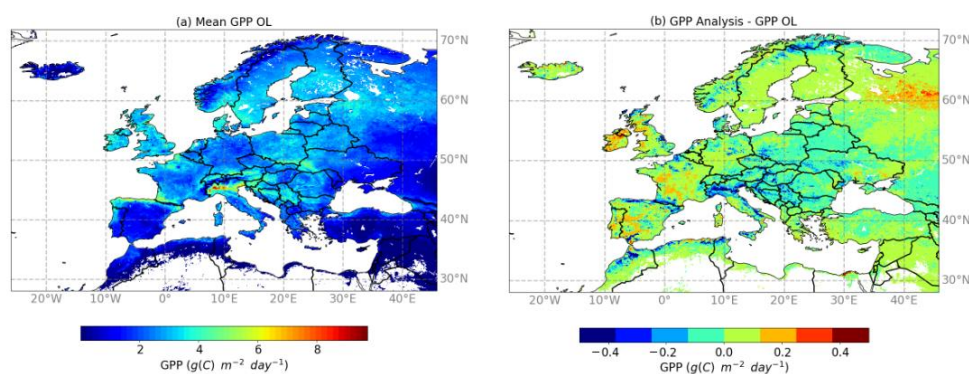 (a) Mean GPP OL
70°N
60°N
50°N
40°N
30°N
20°W 10°W 0° 10°E 20°E 30°E 40°E
2 4 6 8
GPP (g(C) m⁻² day⁻¹)
(b) GPP Analysis - GPP OL
70°N
60°N
50°N
40°N
30°N
20°W 10°W 0° 10°E 20°E 30°E 40°E
−0.4 −0.2 0.0 0.2 0.4
GPP (g(C) m⁻² day⁻¹)